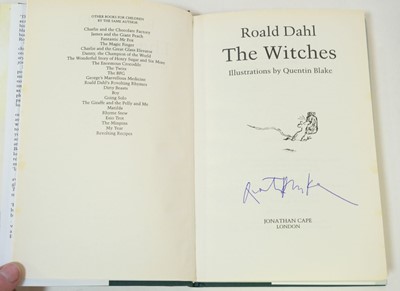 OTHER BOOKS FOR CHILDREN
BY THE SAME AUTHOR
Charlie and the Chocolate Factory
James and the Giant Peach
Fantastic Mr Fox
The Magic Finger
Charlie and the Great Glass Elevator
Danny, the Champion of the World
The Wonderful Story of Henry Sugar and Six More
The Enormous Crocodile
The Twits
The BFG
George's Marvellous Medicine
Roald Dahl's Revolting Rhymes
Dirty Beasts
Boy
Going Solo
The Giraffe and the Pelly and Me
Matilda
Rhyme Stew
Esio Trot
The Minpins
My Year
Revolting Recipes
Roald Dahl
The Witches
Illustrations by Quentin Blake
Quentin Blake
JONATHAN CAPE
LONDON